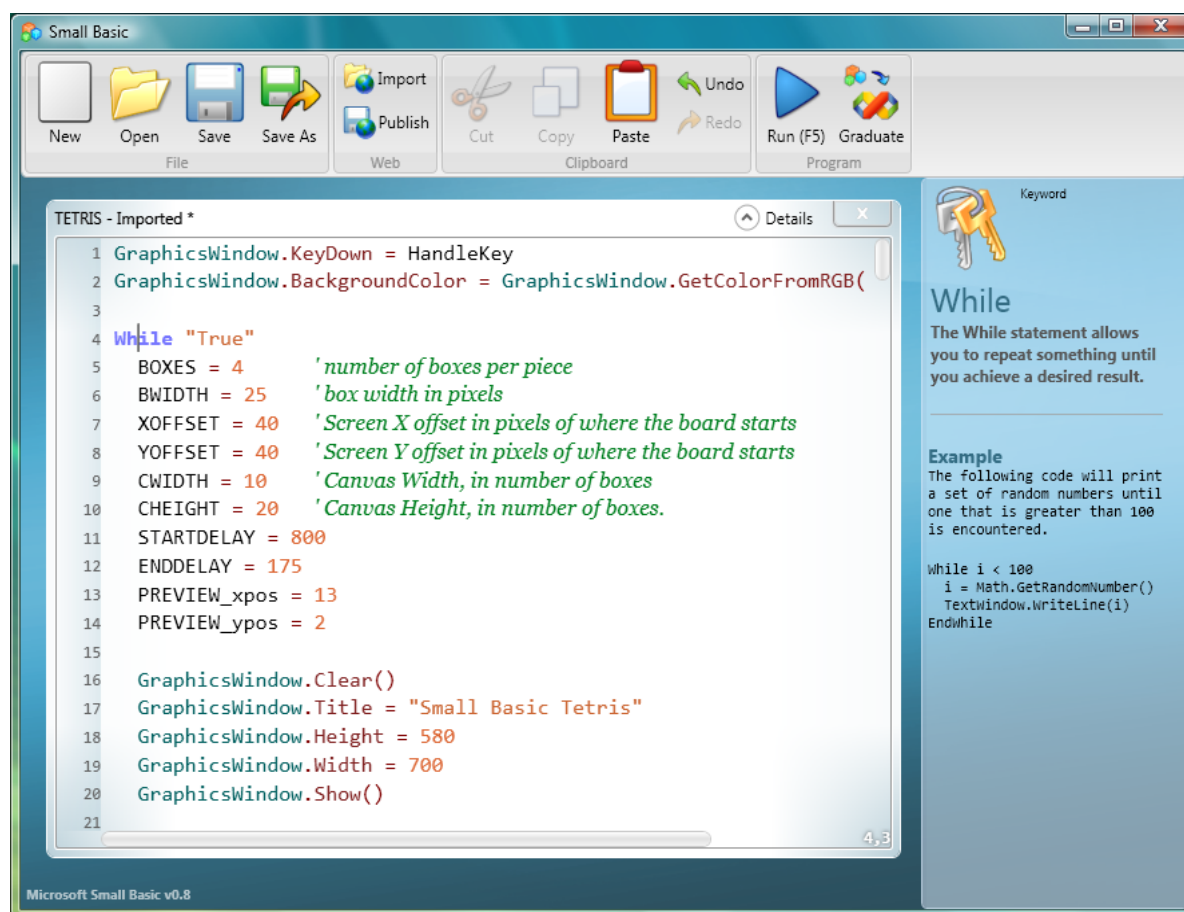 Small Basic
New Open Save Save As Import Publish Cut Copy Paste Undo Redo Run (F5) Graduate
File Web Clipboard Program
TETRIS - Imported * Details X
1 GraphicsWindow.KeyDown = HandleKey
2 GraphicsWindow.BackgroundColor = GraphicsWindow.GetColorFromRGB(
3
4 While "True"
5 BOXES = 4 ' number of boxes per piece
6 BWIDTH = 25 ' box width in pixels
7 XOFFSET = 40 ' Screen X offset in pixels of where the board starts
8 YOFFSET = 40 ' Screen Y offset in pixels of where the board starts
9 CWIDTH = 10 ' Canvas Width, in number of boxes
10 CHEIGHT = 20 ' Canvas Height, in number of boxes.
11 STARTDELAY = 800
12 ENDDELAY = 175
13 PREVIEW_xpos = 13
14 PREVIEW_ypos = 2
15
16 GraphicsWindow.Clear()
17 GraphicsWindow.Title = "Small Basic Tetris"
18 GraphicsWindow.Height = 580
19 GraphicsWindow.Width = 700
20 GraphicsWindow.Show()
21
4,3
Keyword
While
The While statement allows
you to repeat something until
you achieve a desired result.
Example
The following code will print
a set of random numbers until
one that is greater than 100
is encountered.
While i < 100
i = Math.GetRandomNumber()
TextWindow.WriteLine(i)
EndWhile
Microsoft Small Basic v0.8